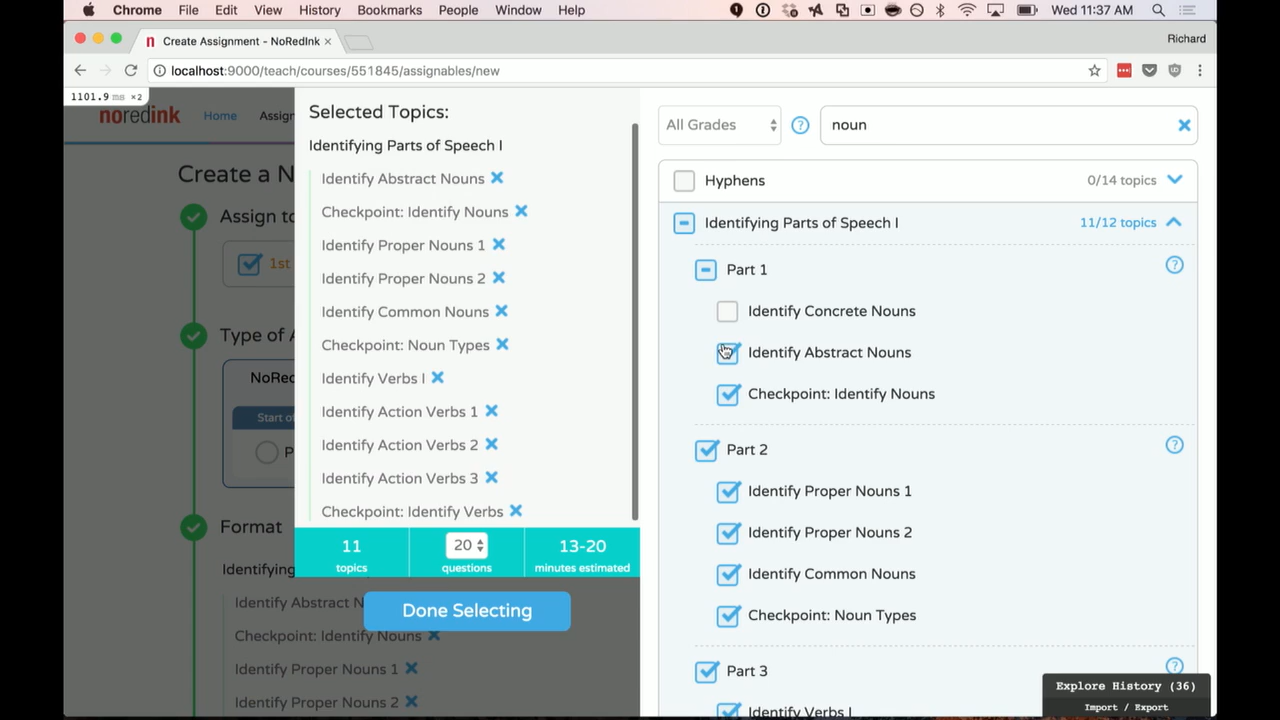 Chrome File Edit View History Bookmarks People Window Help Wed 11:37 AM
Create Assignment - NoRedInk Richard
localhost:9000/teach/courses/551845/assignables/new
1101.9 ms ×2
noredink Home Assign
Create a N
Assign to
1st
Type of A
NoRed
Start of
P
Format
Identifying
Identify Abstract N
Checkpoint: Identify Nouns
Identify Proper Nouns 1
Identify Proper Nouns 2
Selected Topics:
Identifying Parts of Speech I
Identify Abstract Nouns
Checkpoint: Identify Nouns
Identify Proper Nouns 1
Identify Proper Nouns 2
Identify Common Nouns
Checkpoint: Noun Types
Identify Verbs I
Identify Action Verbs 1
Identify Action Verbs 2
Identify Action Verbs 3
Checkpoint: Identify Verbs
11 20 13-20
topics questions minutes estimated
Done Selecting
All Grades ? noun
Hyphens 0/14 topics
Identifying Parts of Speech I 11/12 topics
Part 1 ?
Identify Concrete Nouns
Identify Abstract Nouns
Checkpoint: Identify Nouns
Part 2 ?
Identify Proper Nouns 1
Identify Proper Nouns 2
Identify Common Nouns
Checkpoint: Noun Types
Part 3 ?
Identify Verbs I
Explore History (36)
Import / Export